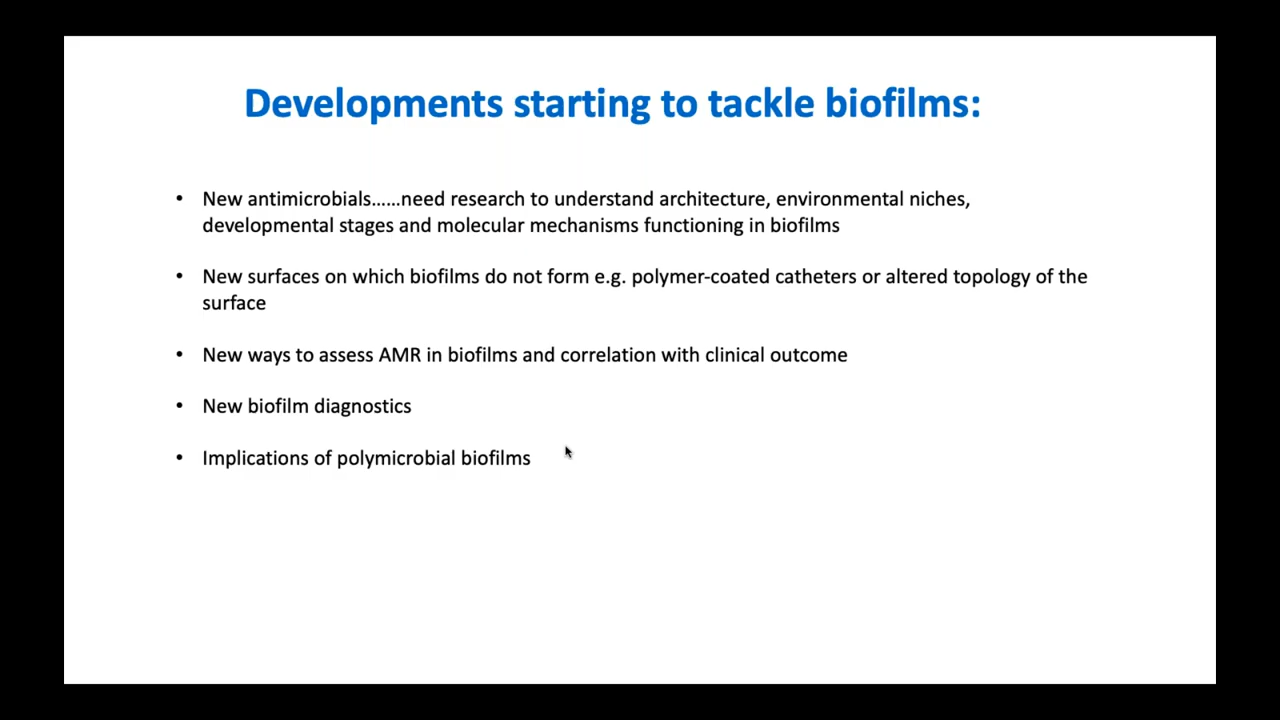 Developments starting to tackle biofilms:
• New antimicrobials......need research to understand architecture, environmental niches,
developmental stages and molecular mechanisms functioning in biofilms
• New surfaces on which biofilms do not form e.g. polymer-coated catheters or altered topology of the
surface
• New ways to assess AMR in biofilms and correlation with clinical outcome
• New biofilm diagnostics
• Implications of polymicrobial biofilms